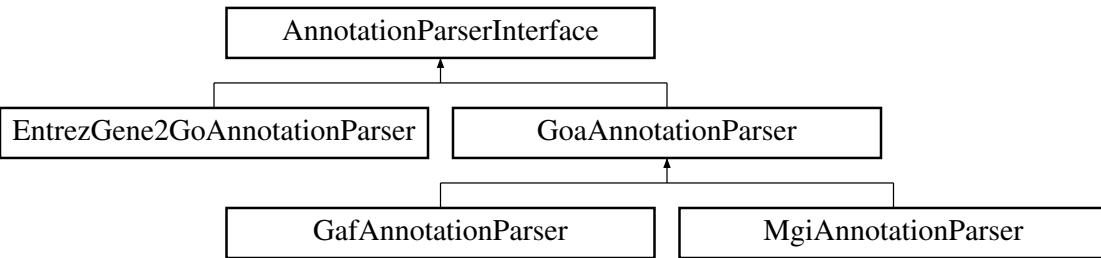 AnnotationParserInterface
EntrezGene2GoAnnotationParser
GoaAnnotationParser
GafAnnotationParser
MgiAnnotationParser